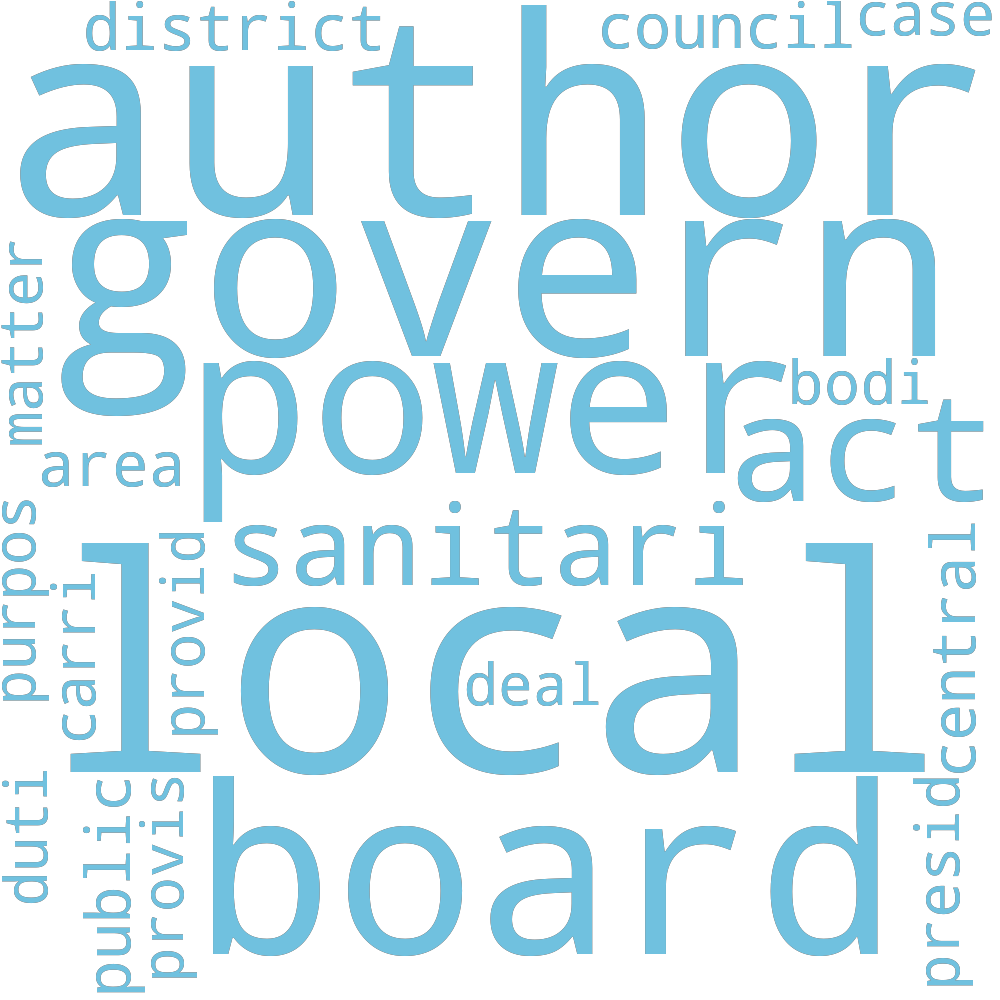 district
council
case
author
govern
matter
power
bodi
act
area
sanitari
purpos
carri
provid
local
deal
central
board
duti
public
provis
presid